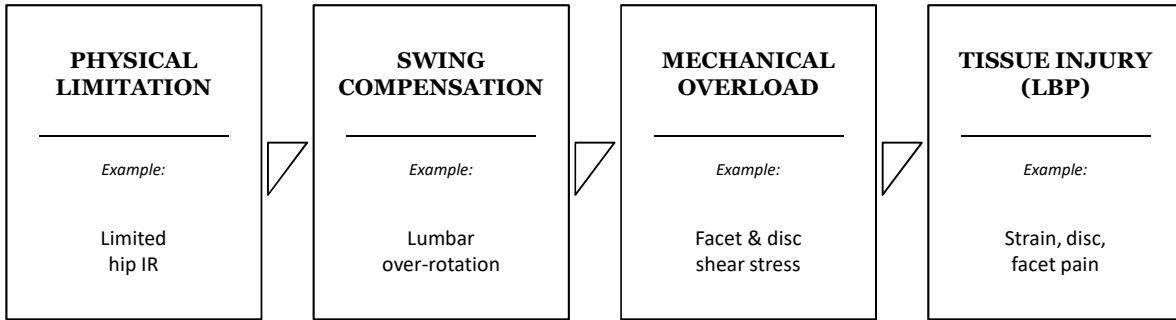 PHYSICAL
LIMITATION
Example:
Limited
hip IR
SWING
COMPENSATION
Example:
Lumbar
over-rotation
MECHANICAL
OVERLOAD
Example:
Facet & disc
shear stress
TISSUE INJURY
(LBP)
Example:
Strain, disc,
facet pain